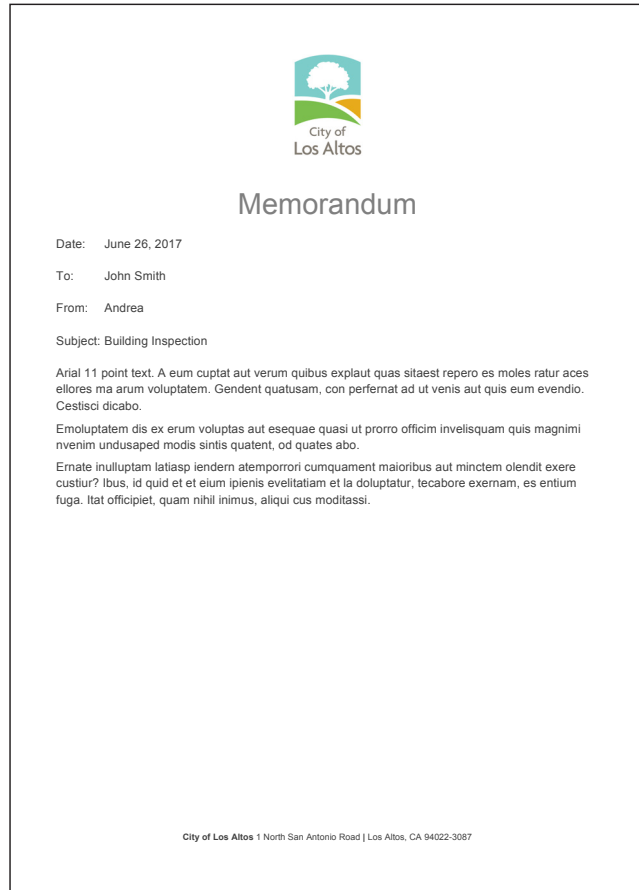 City of
Los Altos
Memorandum
Date: June 26, 2017
To: John Smith
From: Andrea
Subject: Building Inspection
Arial 11 point text. A eum cuptat aut verum quibus explaut quas sitaest repero es moles ratur aces
ellores ma arum voluptatem. Gendent quatusam, con perfernat ad ut venis aut quis eum evendio.
Cestisci dicabo.
Emoluptatem dis ex erum voluptas aut esequae quasi ut prorro officim invelisquam quis magnimi
nvenim undusaped modis sintis quatent, od quates abo.
Ernate inulluptam latiasp iendern atemporrori cumquament maioribus aut minctem olendit exere
custiur? Ibus, id quid et et eium ipienis evelitatiam et la doluptatur, tecabore exernam, es entium
fuga. Itat officipiet, quam nihil inimus, aliqui cus moditassi.
City of Los Altos 1 North San Antonio Road | Los Altos, CA 94022-3087